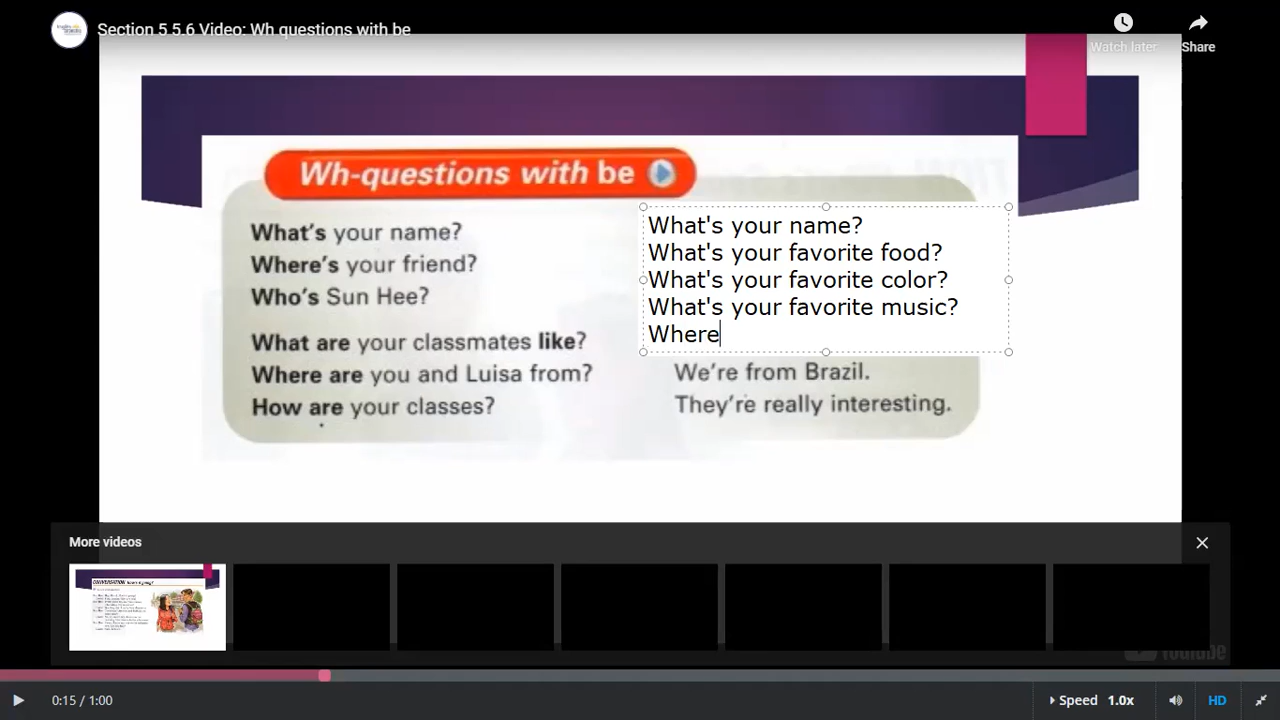 Section 5 5.6 Video: Wh questions with be
Watch later
Share
Wh-questions with be
What's your name?
Where's your friend?
Who's Sun Hee?
What are your classmates like?
Where are you and Luisa from?
How are your classes?
What's your name?
What's your favorite food?
What's your favorite color?
What's your favorite music?
Where
We're from Brazil.
They're really interesting.
More videos
CONVERSATION
YouTube
0:15 / 1:00
Speed 1.0x
HD